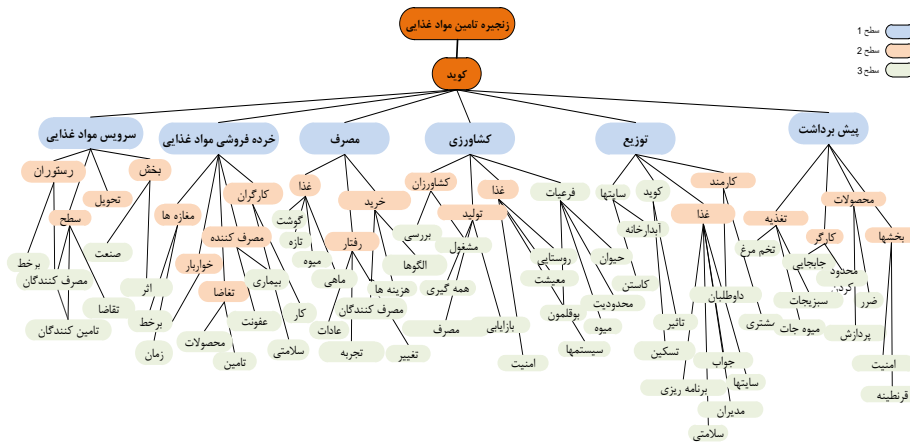 زنجیره تامین مواد غذایی
کوید
سطح 1
سطح 2
سطح 3
پیش برداشت
توزیع
کشاورزی
مصرف
خرده فروشی مواد غذایی
سرویس مواد غذایی
محصولات
بخشها
تغذیه
کارگر
تخم مرغ
جابجایی
محدود کردن
سبزیجات
میوه جات
ضرر
پردازش
امنیت
قرنطینه
کارمند
کوید
سایتها
غذا
آبدارخانه
کاستن
داوطلبان
مشتری
تاثیر
تسکین
برنامه ریزی
جواب
سایتها
مدیران
سلامتی
کشاورزان
غذا
فرعیات
تولید
بررسی
مشغول
همه گیری
مصرف
بازاریابی
امنیت
روستایی
معیشت
بوقلمون
سیستمها
حیوان
محدودیت
میوه
غذا
خرید
رفتار
گوشت
تازه
میوه
ماهی
عادات
تجربه
الگوها
هزینه ها
مصرف کنندگان
تغییر
کارگران
مغازه ها
مصرف کننده
خواربار
تغاضا
بیماری
کار
سلامتی
عفونت
محصولات
تامین
برخط
زمان
رستوران
بخش
تحویل
سطح
صنعت
اثر
برخط
مصرف کنندگان
تقاضا
تامین کنندگان